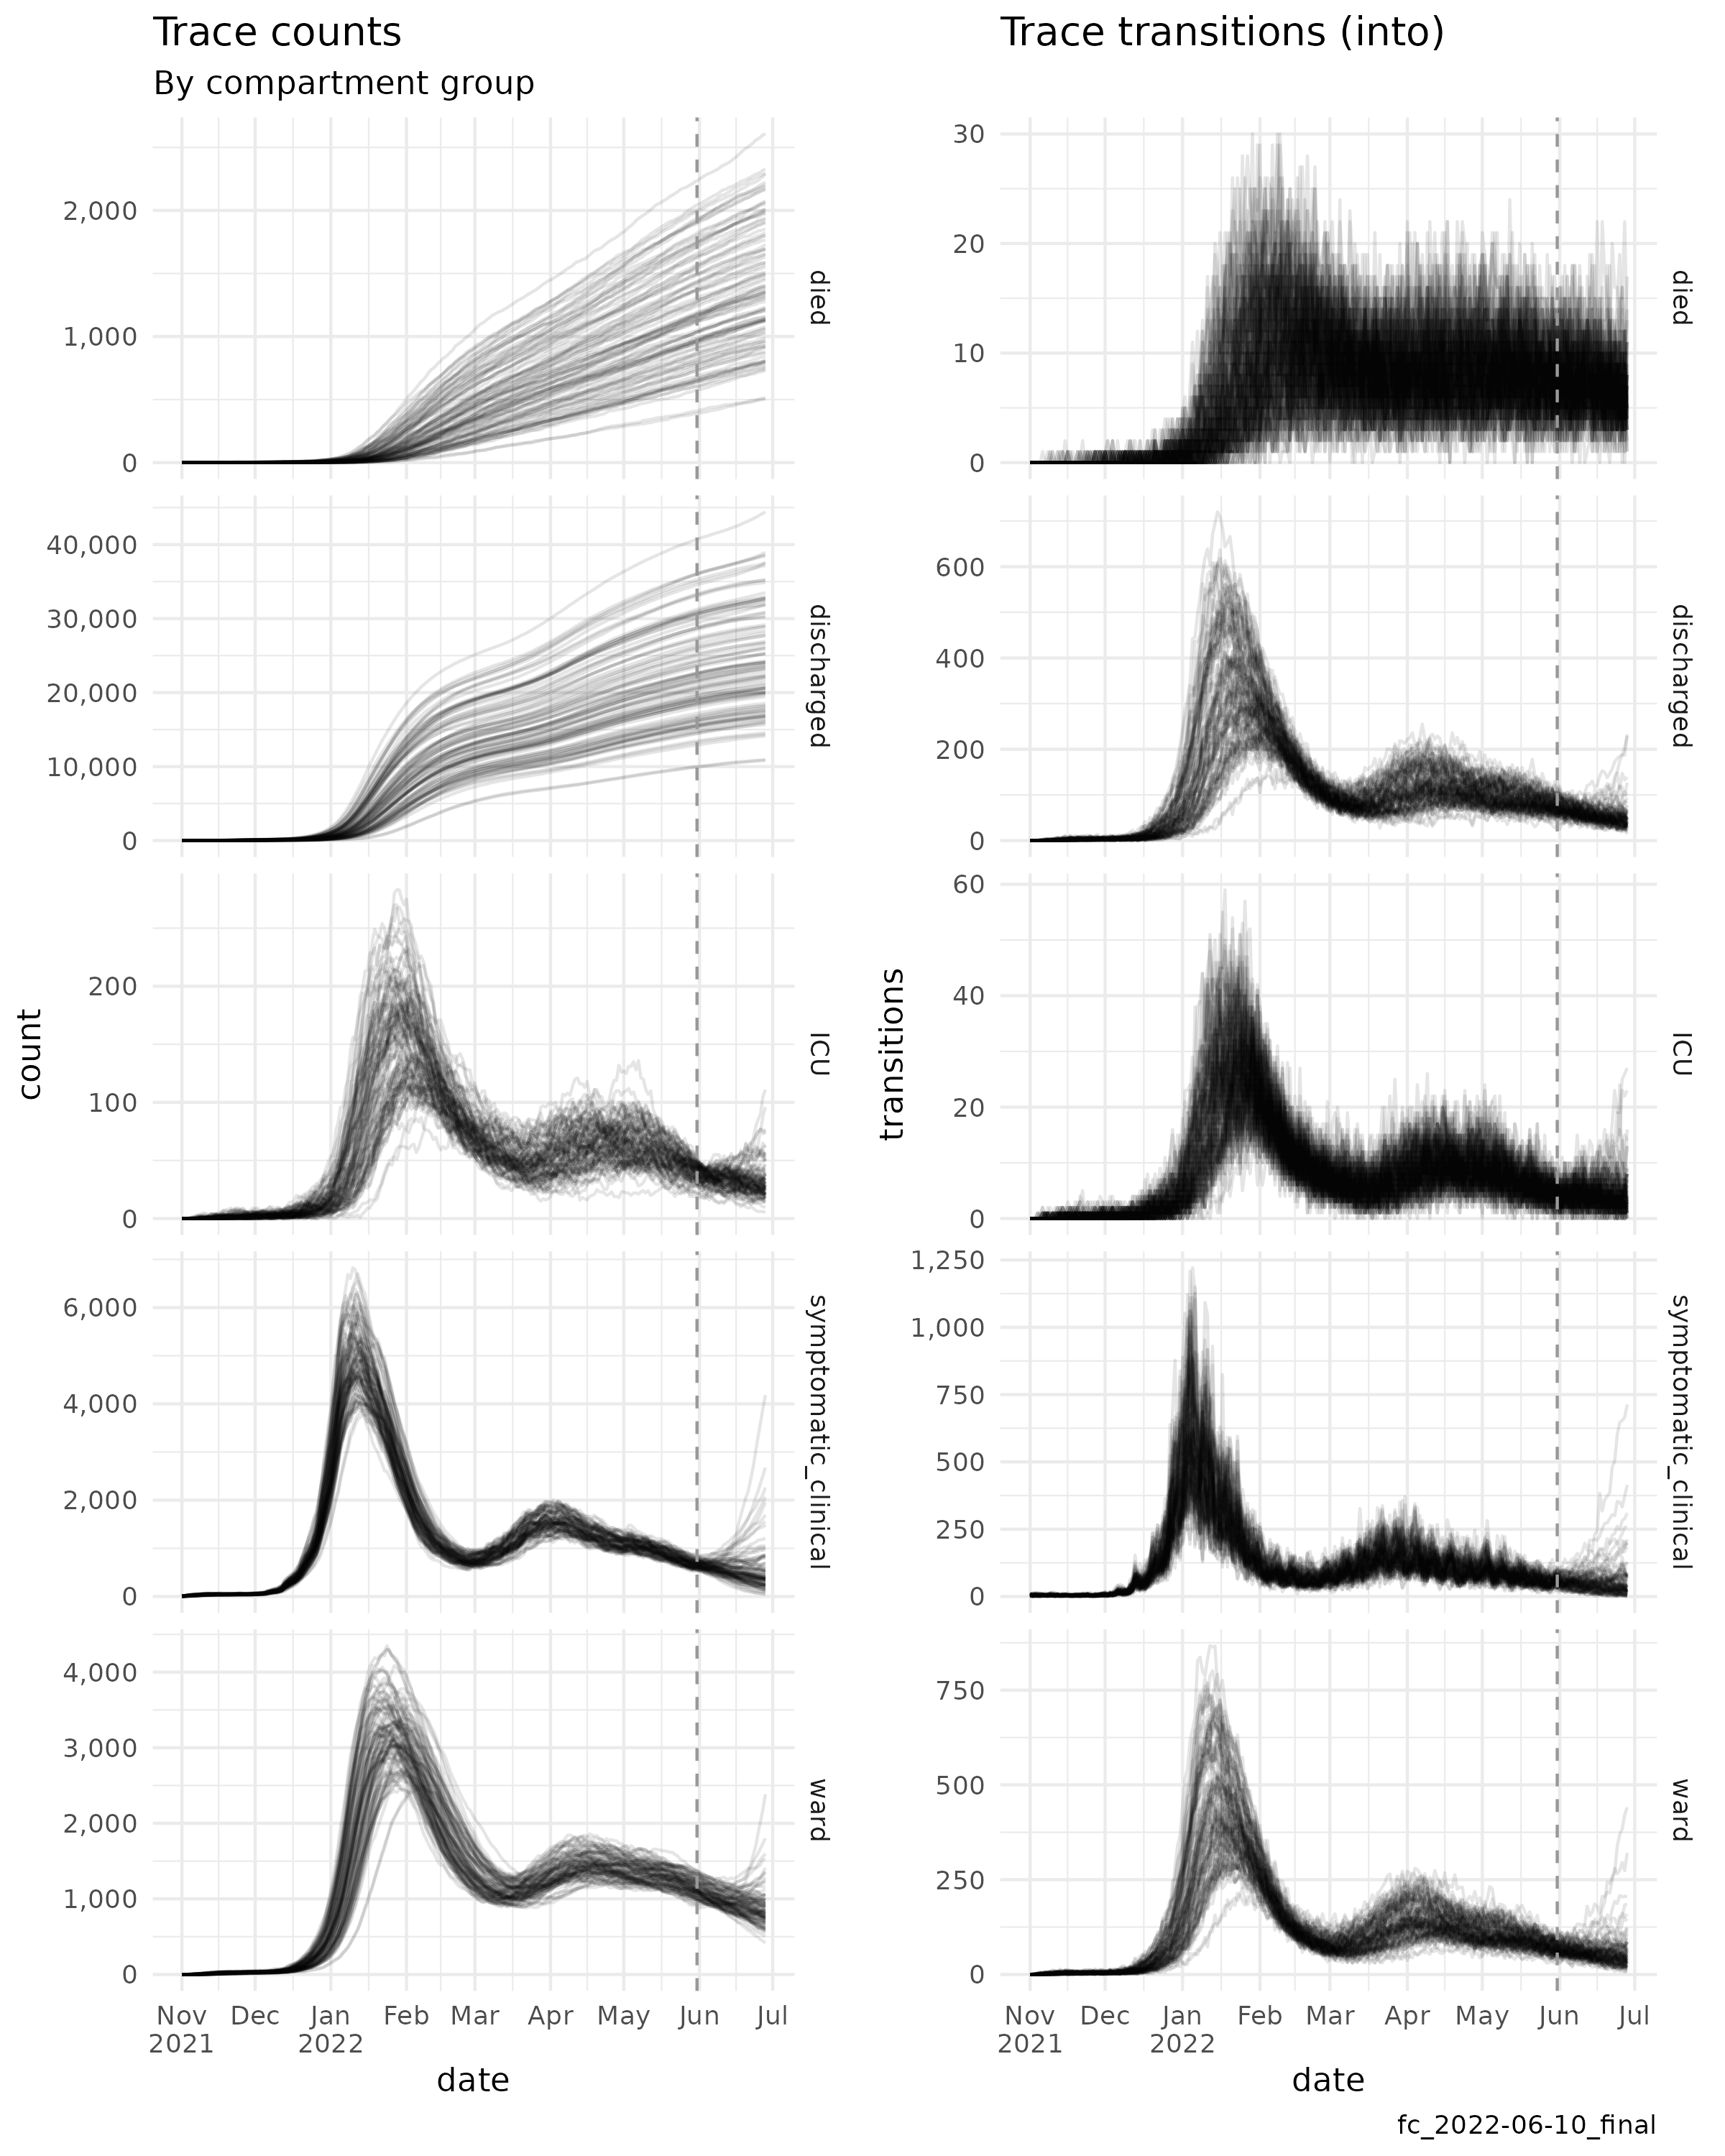 Trace counts
By compartment group
Trace transitions (into)
count
2,000
1,000
0
died
40,000
30,000
20,000
10,000
0
discharged
200
100
0
ICU
6,000
4,000
2,000
0
symptomatic_clinical
4,000
3,000
2,000
1,000
0
ward
Nov Dec Jan Feb Mar Apr May Jun Jul
2021 2022
date
transitions
30
20
10
0
died
600
400
200
0
discharged
60
40
20
0
ICU
1,250
1,000
750
500
250
0
symptomatic_clinical
750
500
250
0
ward
Nov Dec Jan Feb Mar Apr May Jun Jul
2021 2022
date
fc_2022-06-10_final